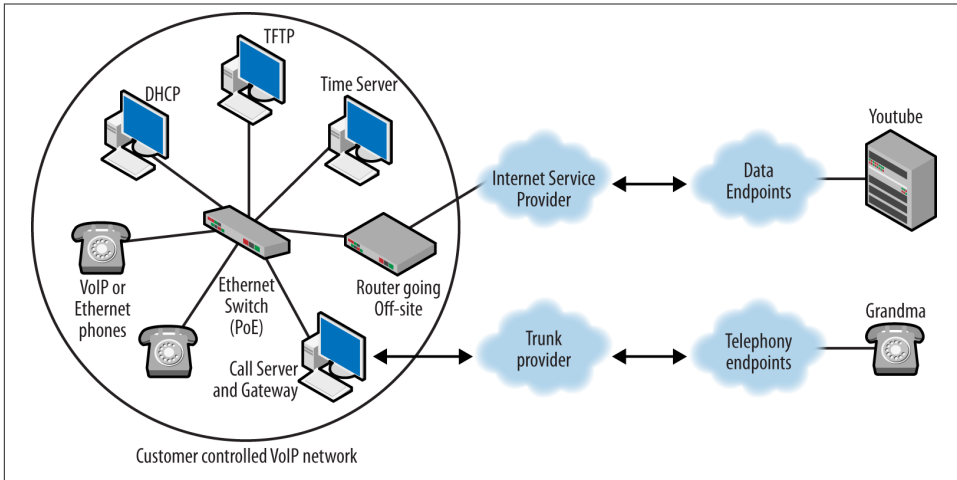 TFTP
DHCP
Time Server
Youtube
Internet Service
Provider
Data
Endpoints
VoIP or
Ethernet
phones
Ethernet
Switch
(PoE)
Router going
Off-site
Call Server
and Gateway
Trunk
provider
Telephony
endpoints
Grandma
Customer controlled VoIP network